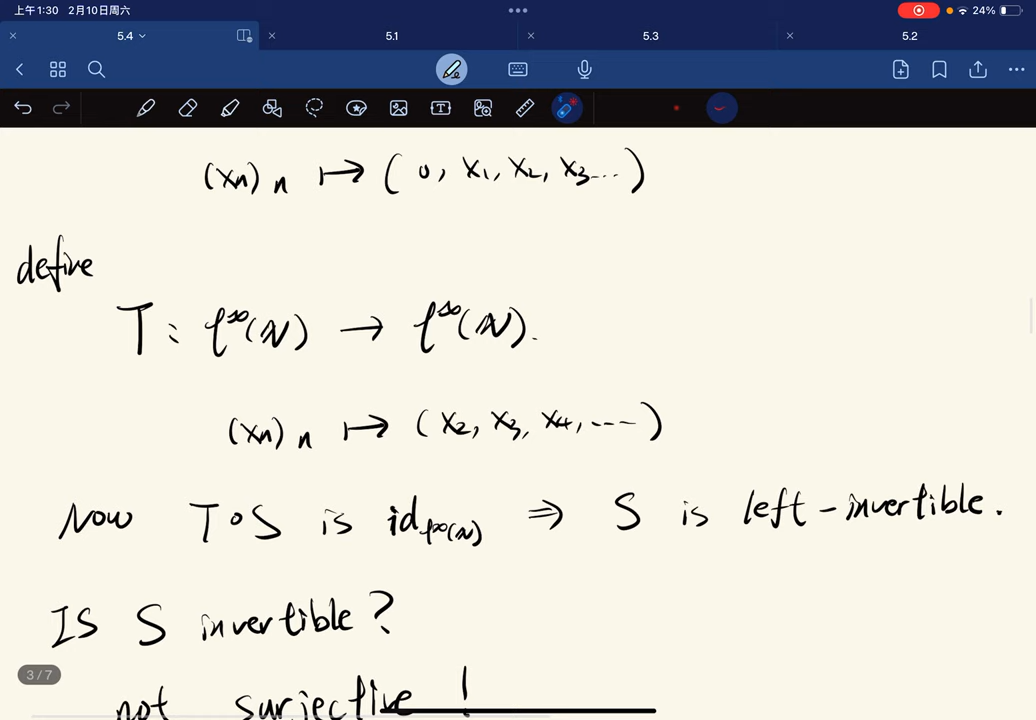 上午1:30 2月10日周六
24%
5.4
5.1
5.3
5.2
(xn)n ↦ (0, x1, x2, x3...)
define
T : ℓ^∞(N) → ℓ^∞(N).
(xn)n ↦ (x2, x3, x4, ...)
Now T∘S is id_ℓ^∞(N) ⇒ S is left-invertible.
Is S invertible?
3 / 7
not surjective !